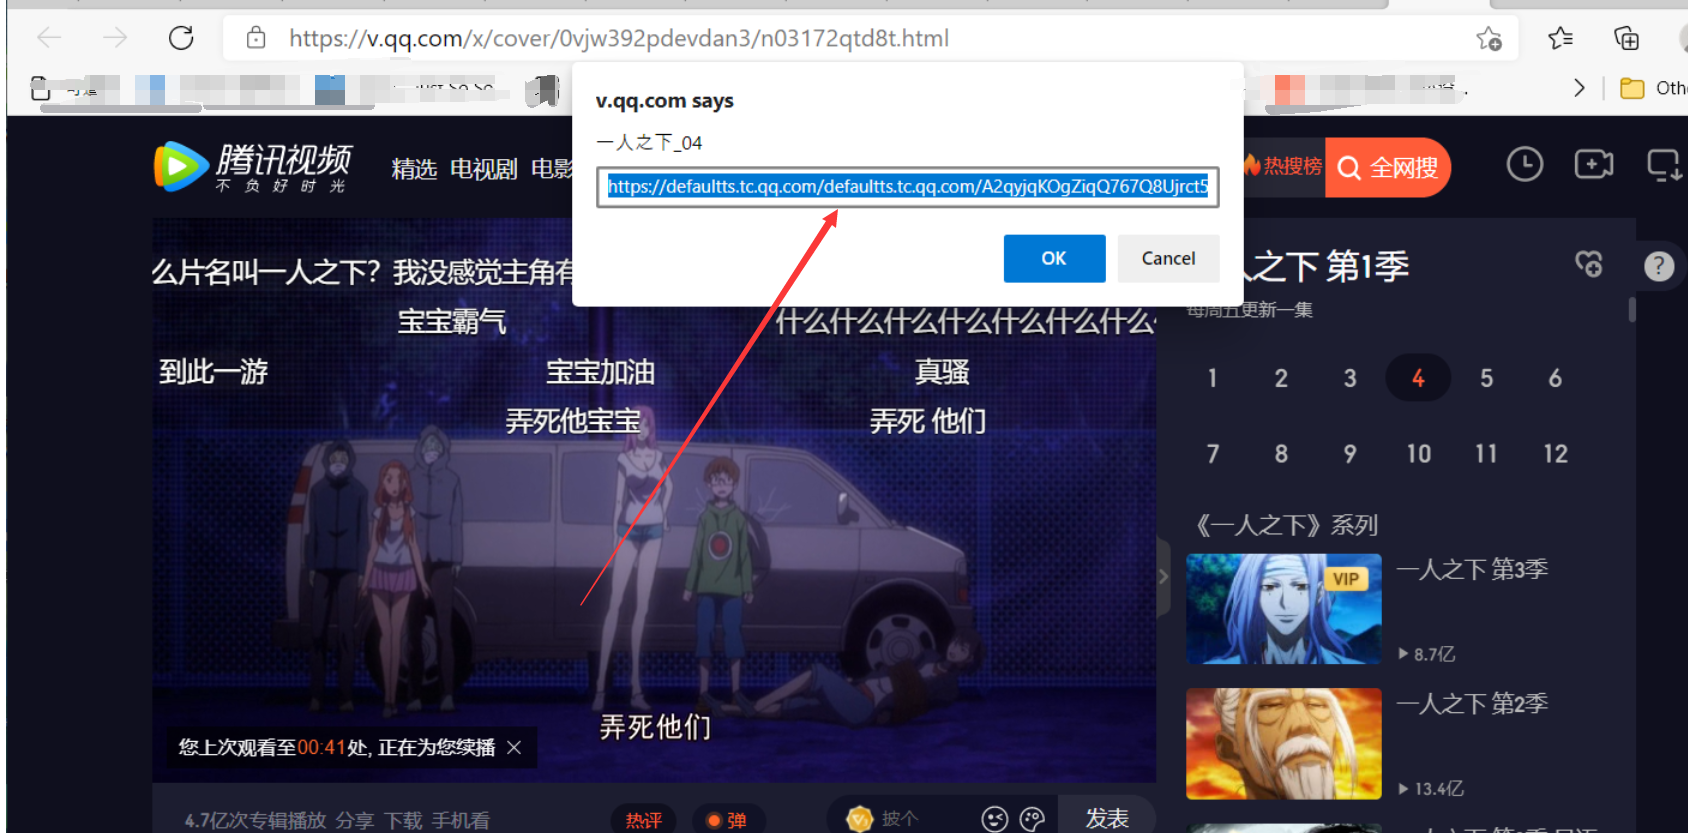 https://v.qq.com/x/cover/0vjw392pdevdan3/n03172qtd8t.html
Oth
v.qq.com says
一人之下_04
https://defaultts.tc.qq.com/defaultts.tc.qq.com/A2qyjqKOgZiqQ767Q8Ujrct5
OK
Cancel
腾讯视频
不负好时光
精选 电视剧 电影
热搜榜
全网搜
么片名叫一人之下？我没感觉主角有
宝宝霸气
什么什么什么什么什么什么什么
到此一游
宝宝加油
真骚
弄死他宝宝
弄死 他们
弄死他们
您上次观看至00:41处, 正在为您续播 ×
4.7亿次专辑播放 分享 下载 手机看
热评
弹
披个
发表
人之下 第1季
每周五更新一集
?
1 2 3 4 5 6
7 8 9 10 11 12
《一人之下》系列
VIP
一人之下 第3季
8.7亿
一人之下 第2季
13.4亿